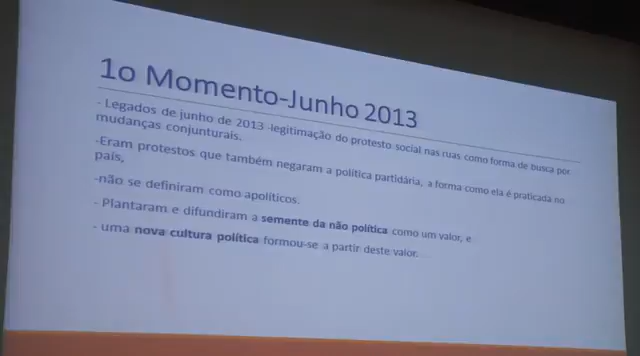 1o Momento-Junho 2013
- Legados de junho de 2013 -legitimação do protesto social nas ruas como forma de busca por
mudanças conjunturais.
-Eram protestos que também negaram a política partidária, a forma como ela é praticada no
país,
-não se definiram como apolíticos.
- Plantaram e difundiram a semente da não política como um valor, e
- uma nova cultura política formou-se a partir deste valor.